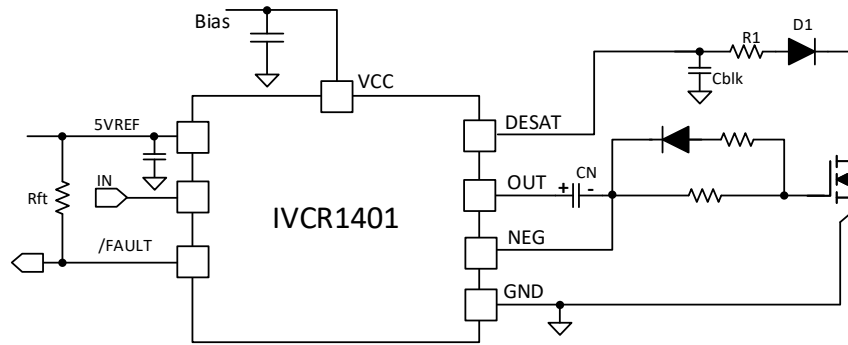 Bias
VCC
R1
D1
Cblk
5VREF
DESAT
IN
OUT
+ CN -
Rft
IVCR1401
/FAULT
NEG
GND